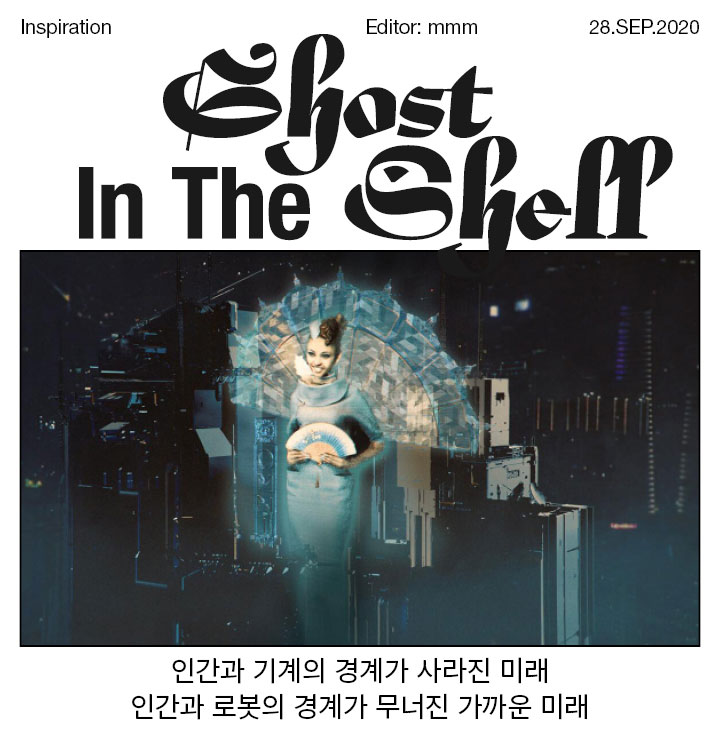 Inspiration
Editor: mmm
28.SEP.2020
Ghost
In The Shell
인간과 기계의 경계가 사라진 미래
인간과 로봇의 경계가 무너진 가까운 미래